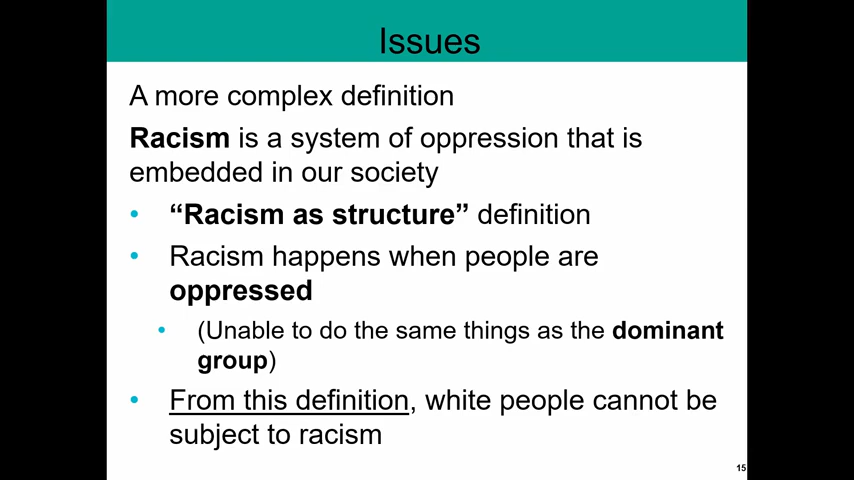 Issues
A more complex definition
Racism is a system of oppression that is
embedded in our society
• “Racism as structure” definition
• Racism happens when people are
oppressed
• (Unable to do the same things as the dominant
group)
• From this definition, white people cannot be
subject to racism
15